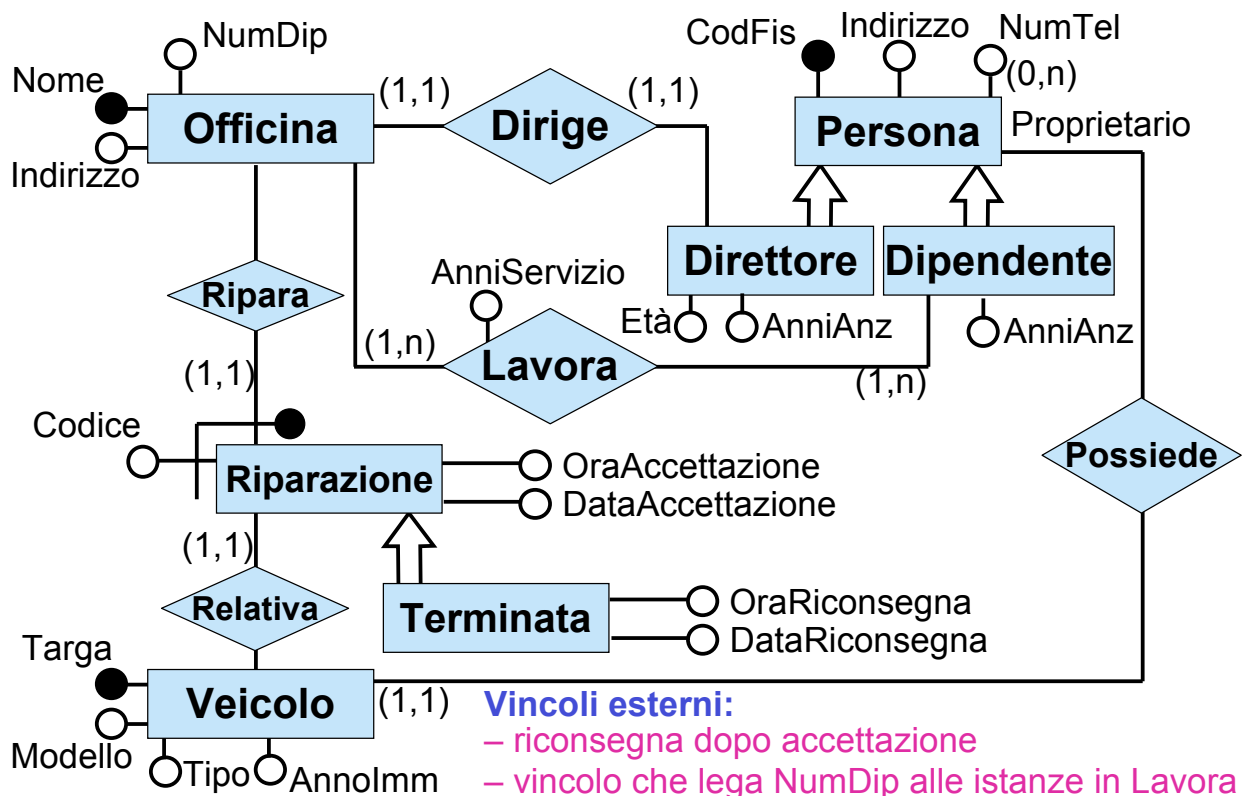 NumDip
CodFis
Indirizzo
NumTel
(0,n)
Nome
(1,1)
(1,1)
Officina
Dirige
Persona
Proprietario
Indirizzo
Direttore
Dipendente
AnniServizio
Ripara
Età
AnniAnz
AnniAnz
(1,n)
Lavora
(1,n)
(1,1)
Codice
Riparazione
OraAccettazione
DataAccettazione
Possiede
(1,1)
Relativa
Terminata
OraRiconsegna
DataRiconsegna
Targa
Veicolo
(1,1)
Modello
Tipo
AnnoImm
Vincoli esterni:
– riconsegna dopo accettazione
– vincolo che lega NumDip alle istanze in Lavora